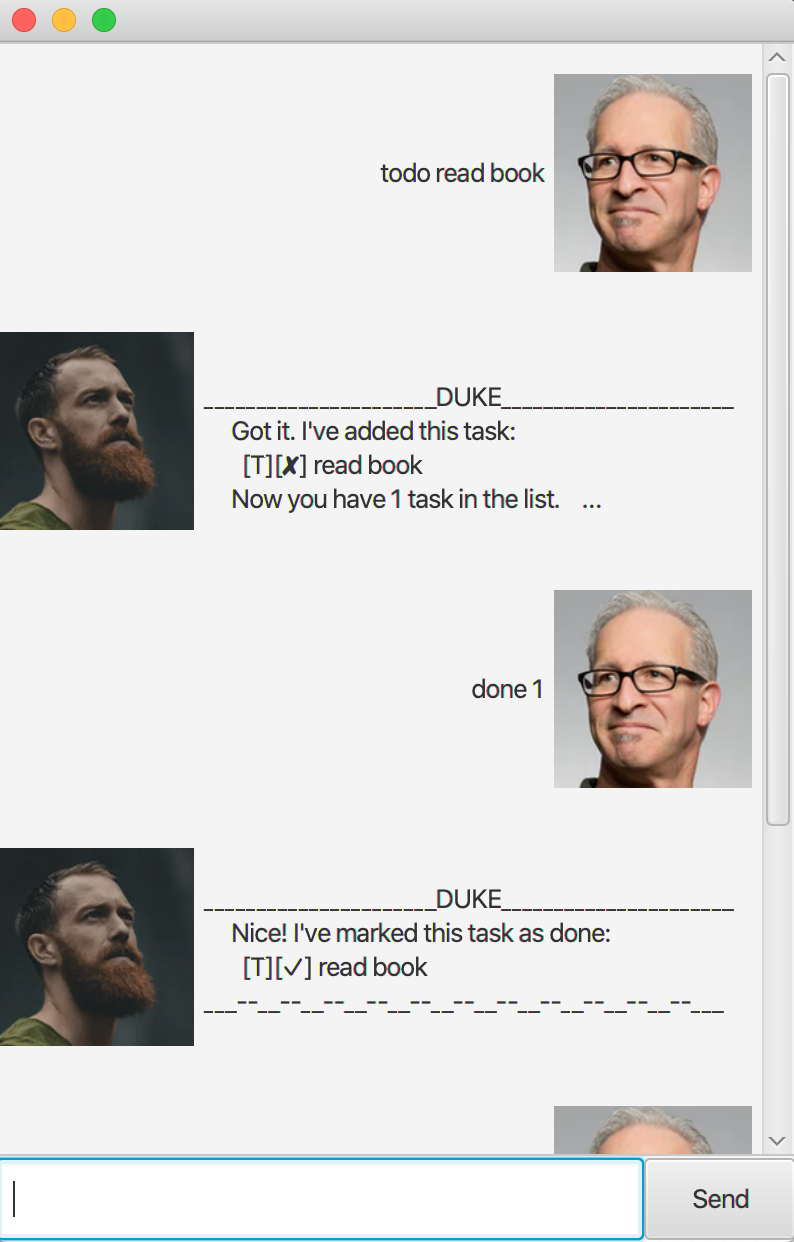 todo read book
______________________DUKE______________________
Got it. I've added this task:
[T][✘] read book
Now you have 1 task in the list. ...
done 1
______________________DUKE______________________
Nice! I've marked this task as done:
[T][✓] read book
___--__--__--__--__--__--__--__--__--__--__--___
Send